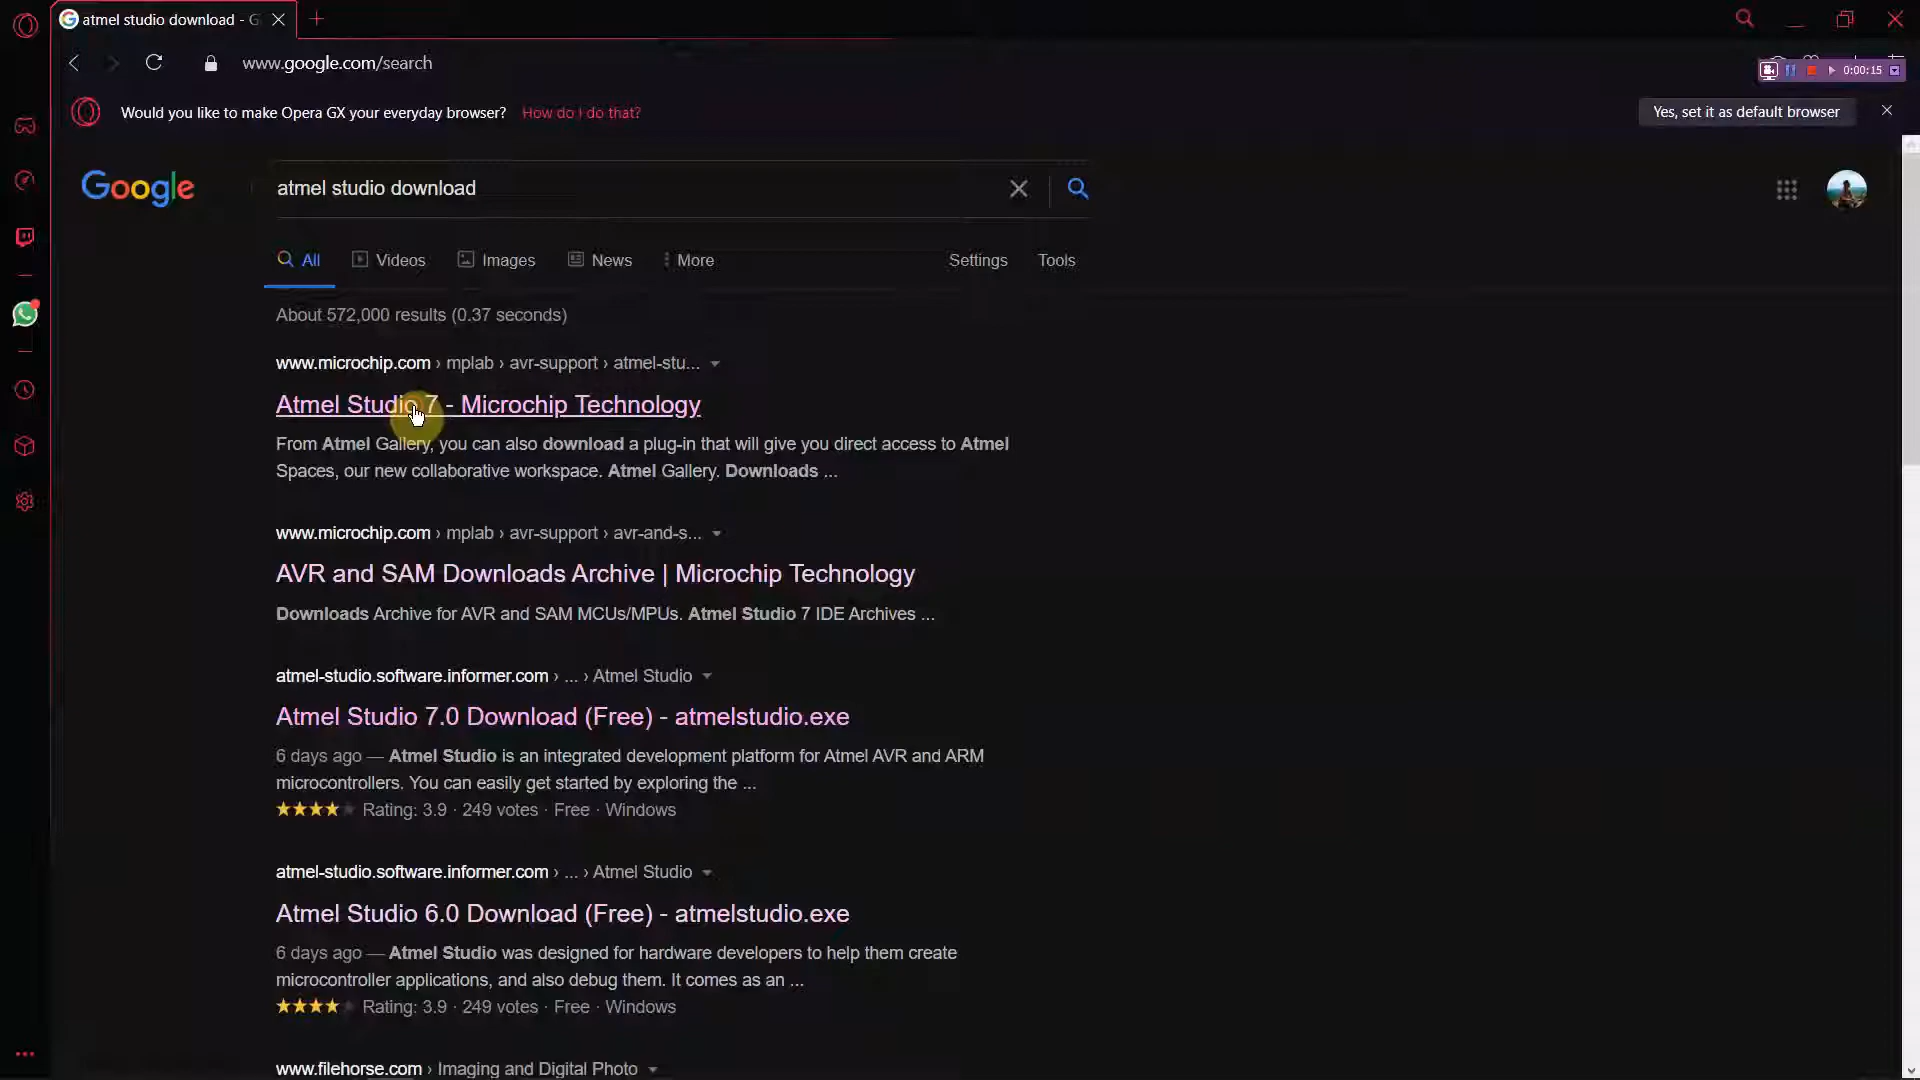 atmel studio download - G
www.google.com/search
0:00:15
Would you like to make Opera GX your everyday browser? How do I do that?
Yes, set it as default browser
Google
atmel studio download
All
Videos
Images
News
More
Settings
Tools
About 572,000 results (0.37 seconds)
www.microchip.com › mplab › avr-support › atmel-stu...
Atmel Studio 7 - Microchip Technology
From Atmel Gallery, you can also download a plug-in that will give you direct access to Atmel
Spaces, our new collaborative workspace. Atmel Gallery. Downloads ...
www.microchip.com › mplab › avr-support › avr-and-s...
AVR and SAM Downloads Archive | Microchip Technology
Downloads Archive for AVR and SAM MCUs/MPUs. Atmel Studio 7 IDE Archives ...
atmel-studio.software.informer.com › ... › Atmel Studio
Atmel Studio 7.0 Download (Free) - atmelstudio.exe
6 days ago — Atmel Studio is an integrated development platform for Atmel AVR and ARM
microcontrollers. You can easily get started by exploring the ...
Rating: 3.9 · 249 votes · Free · Windows
atmel-studio.software.informer.com › ... › Atmel Studio
Atmel Studio 6.0 Download (Free) - atmelstudio.exe
6 days ago — Atmel Studio was designed for hardware developers to help them create
microcontroller applications, and also debug them. It comes as an ...
Rating: 3.9 · 249 votes · Free · Windows
www.filehorse.com › Imaging and Digital Photo